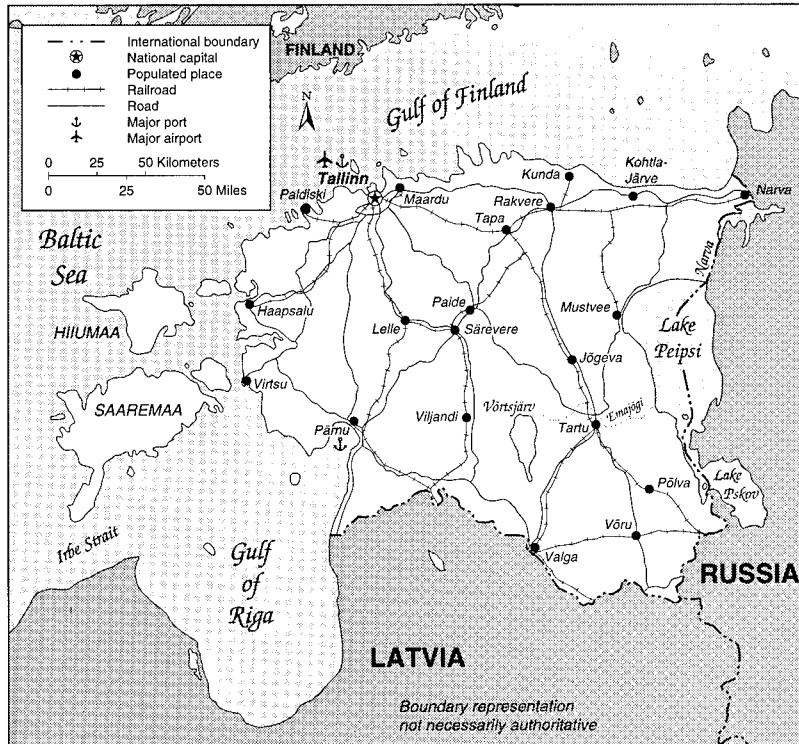 International boundary
National capital
Populated place
Railroad
Road
Major port
Major airport
0 25 50 Kilometers
0 25 50 Miles
FINLAND
N
Gulf of Finland
Tallinn
Paldiski
Maardu
Kunda
Kohtla-
Järve
Narva
Rakvere
Tapa
Baltic
Sea
Narva
HIIUMAA
Haapsalu
Paide
Lelle
Särevere
Mustvee
Lake
Peipsi
Jõgeva
SAAREMAA
Virtsu
Pärnu
Viljandi
Võrtsjärv
Emajõgi
Tartu
Lake
Pskov
Põlva
Võru
Valga
Irbe Strait
Gulf
of
Riga
RUSSIA
LATVIA
Boundary representation
not necessarily authoritative